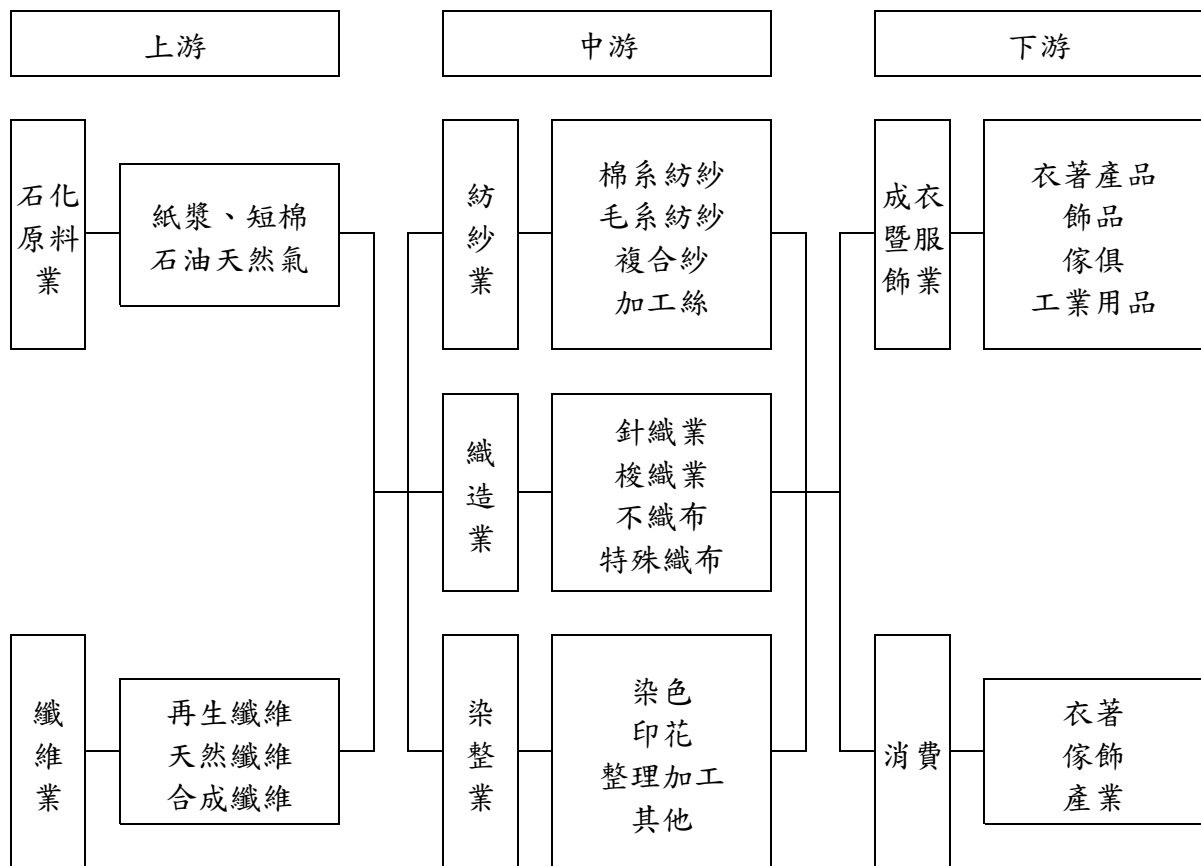 上游
中游
下游
石化
原料
業
紙漿、短棉
石油天然氣
紡
紗
業
棉系紡紗
毛系紡紗
複合紗
加工絲
成衣
暨服
飾業
衣著產品
飾品
傢俱
工業用品
織
造
業
針織業
梭織業
不織布
特殊織布
纖
維
業
再生纖維
天然纖維
合成纖維
染
整
業
染色
印花
整理加工
其他
消費
衣著
傢飾
產業